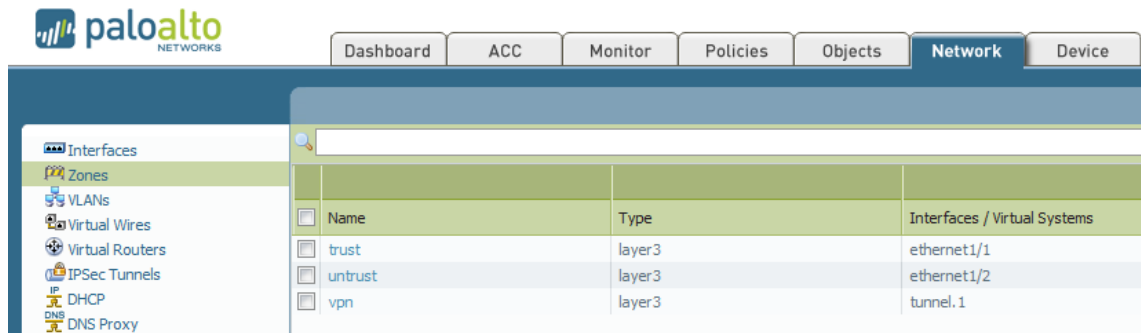 paloalto
NETWORKS
Dashboard ACC Monitor Policies Objects Network Device
Interfaces
Zones
VLANs
Virtual Wires
Virtual Routers
IPSec Tunnels
IP DHCP
DNS DNS Proxy
Name Type Interfaces / Virtual Systems
trust layer3 ethernet1/1
untrust layer3 ethernet1/2
vpn layer3 tunnel.1